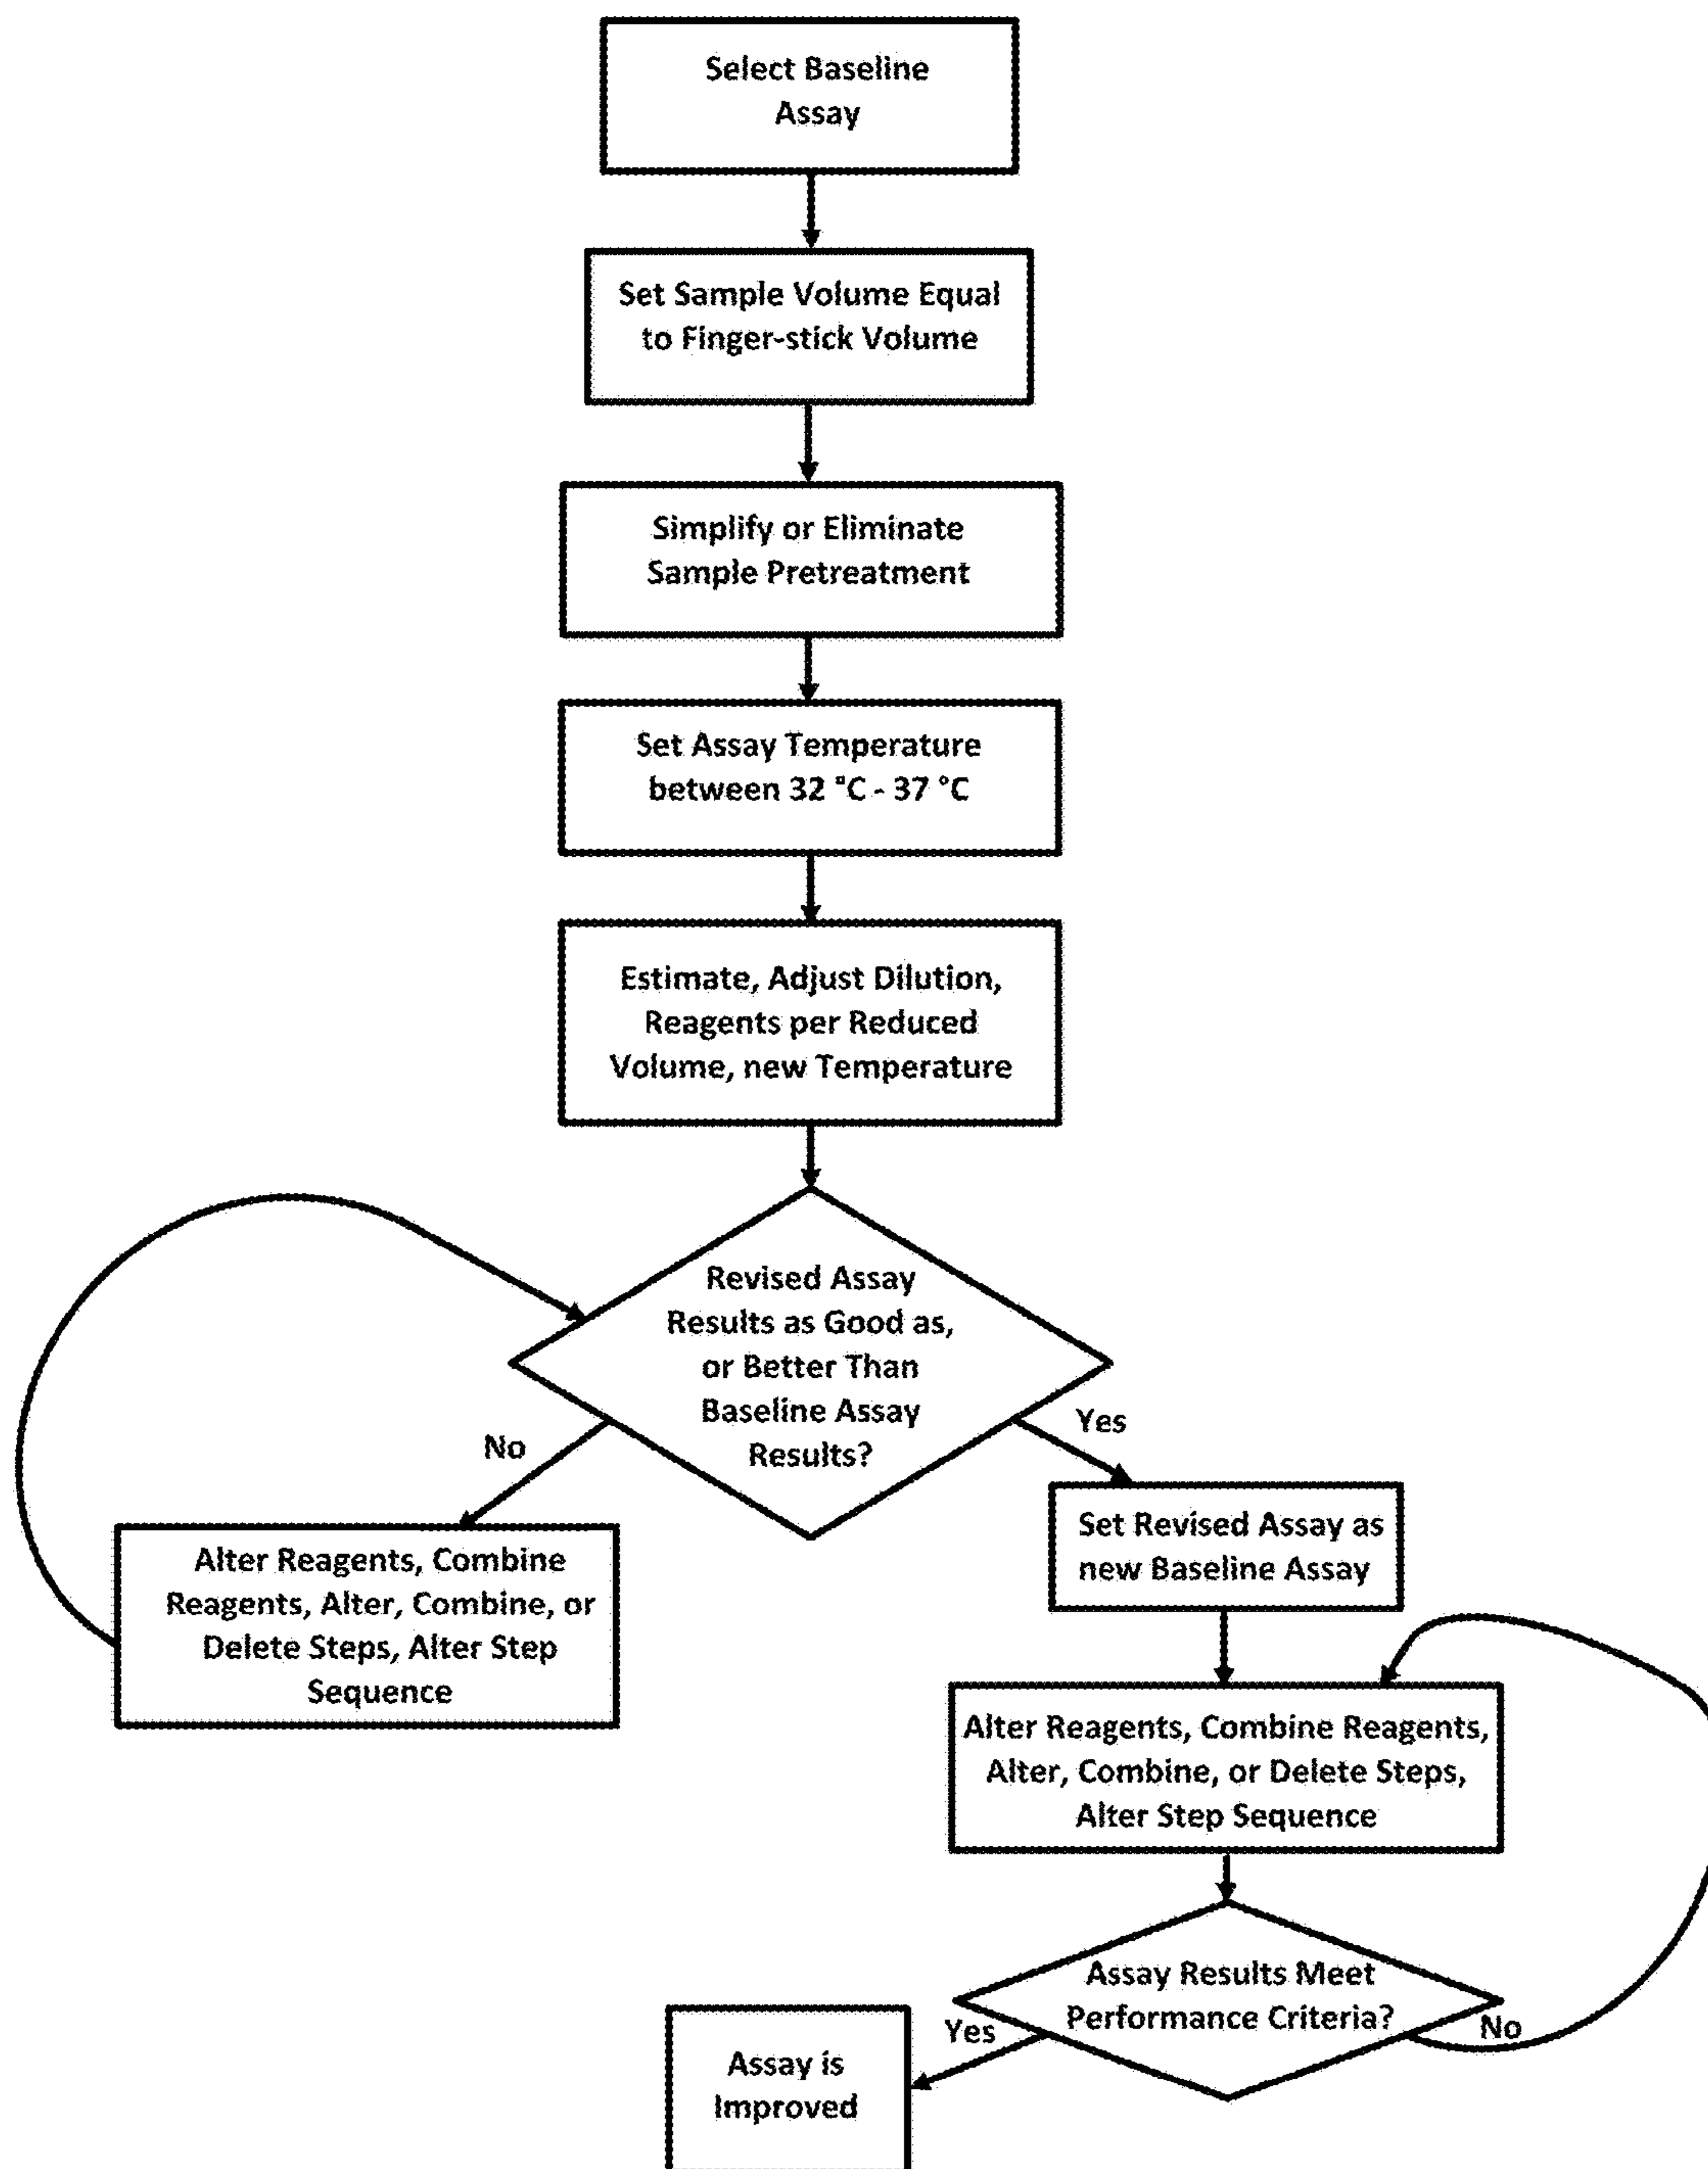 Select Baseline
Assay
Set Sample Volume Equal
to Finger-stick Volume
Simplify or Eliminate
Sample Pretreatment
Set Assay Temperature
between 32 °C - 37 °C
Estimate, Adjust Dilution,
Reagents per Reduced
Volume, new Temperature
Revised Assay
Results as Good as,
or Better Than
Baseline Assay
Results?
No
Yes
Alter Reagents, Combine
Reagents, Alter, Combine, or
Delete Steps, Alter Step
Sequence
Set Revised Assay as
new Baseline Assay
Alter Reagents, Combine Reagents,
Alter, Combine, or Delete Steps,
Alter Step Sequence
Assay Results Meet
Performance Criteria?
Yes
No
Assay is
Improved